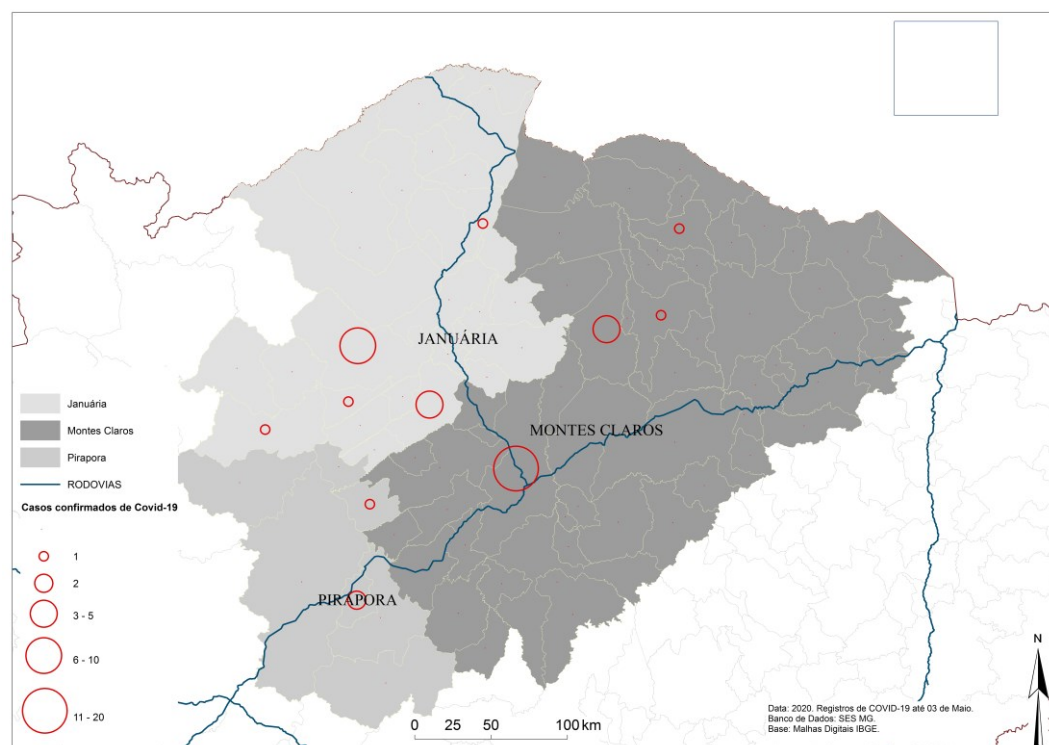 JANUÁRIA
MONTES CLAROS
PIRAPORA
Januária
Montes Claros
Pirapora
RODOVIAS
Casos confirmados de Covid-19
1
2
3 - 5
6 - 10
11 - 20
0 25 50 100 km
Data: 2020. Registros de COVID-19 até 03 de Maio.
Banco de Dados: SES MG.
Base: Malhas Digitais IBGE.
N